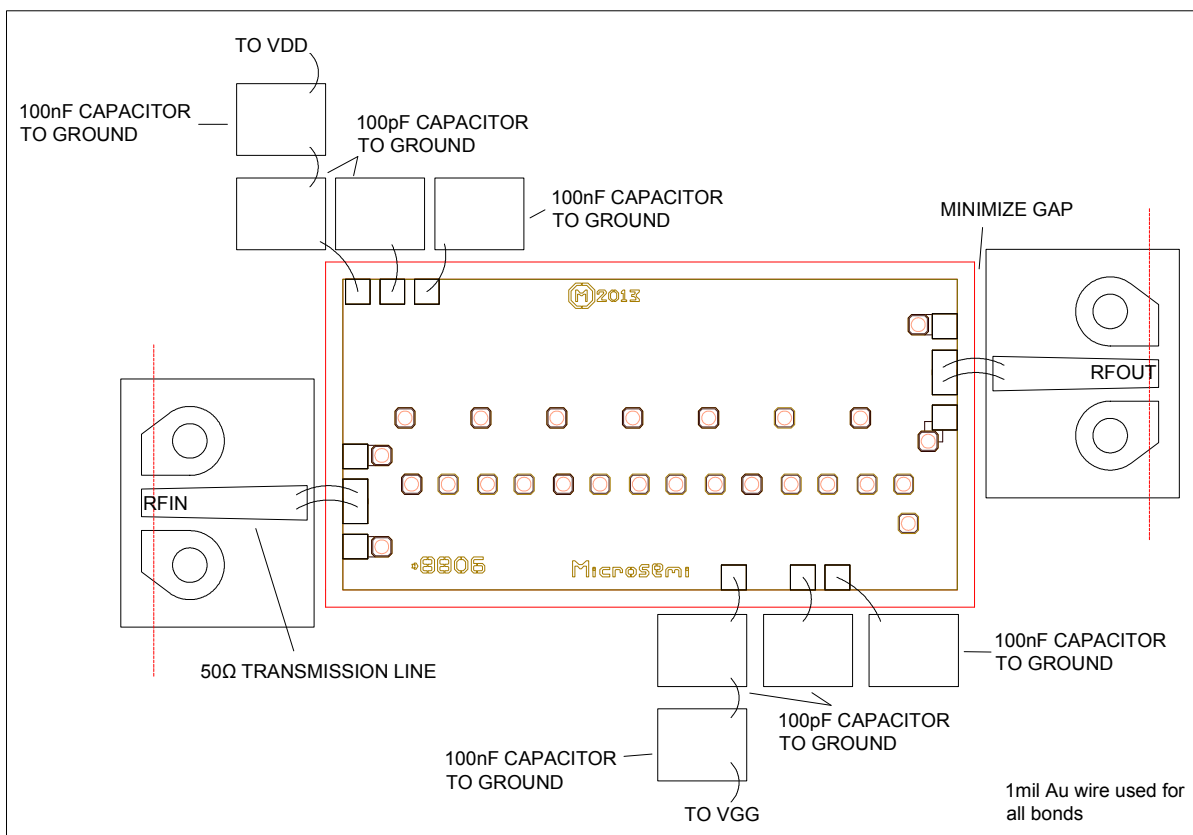 TO VDD
100nF CAPACITOR
TO GROUND
100pF CAPACITOR
TO GROUND
100nF CAPACITOR
TO GROUND
MINIMIZE GAP
M 2013
RFOUT
RFIN
8806
Microsemi
50Ω TRANSMISSION LINE
100nF CAPACITOR
TO GROUND
100pF CAPACITOR
TO GROUND
100nF CAPACITOR
TO GROUND
TO VGG
1mil Au wire used for
all bonds